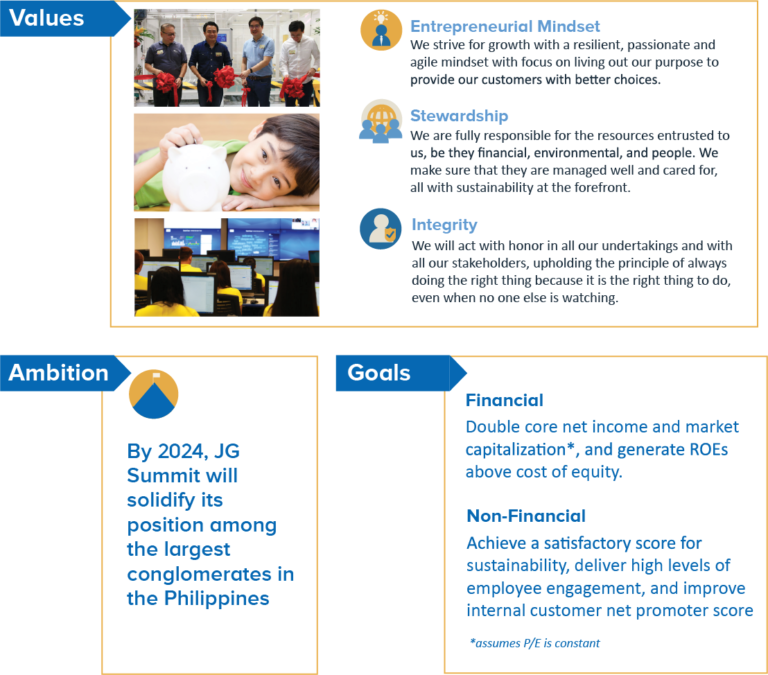 Values
Entrepreneurial Mindset
We strive for growth with a resilient, passionate and
agile mindset with focus on living out our purpose to
provide our customers with better choices.
Stewardship
We are fully responsible for the resources entrusted to
us, be they financial, environmental, and people. We
make sure that they are managed well and cared for,
all with sustainability at the forefront.
Integrity
We will act with honor in all our undertakings and with
all our stakeholders, upholding the principle of always
doing the right thing because it is the right thing to do,
even when no one else is watching.
Ambition
By 2024, JG
Summit will
solidify its
position among
the largest
conglomerates in
the Philippines
Goals
Financial
Double core net income and market
capitalization*, and generate ROEs
above cost of equity.
Non-Financial
Achieve a satisfactory score for
sustainability, deliver high levels of
employee engagement, and improve
internal customer net promoter score
*assumes P/E is constant